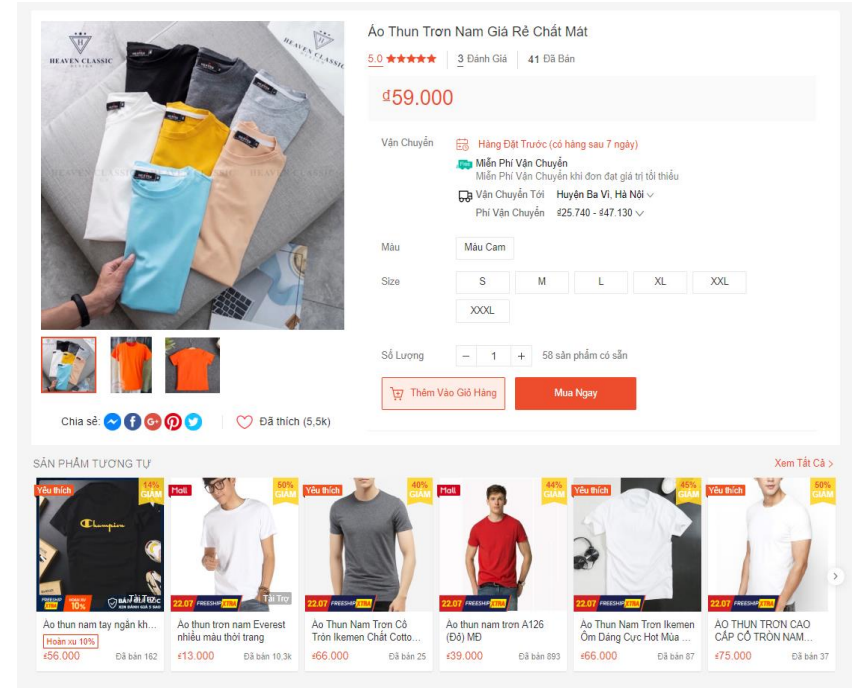 HEAVEN CLASSIC
HEAVEN CLASSIC
HEAVEN CLASSIC
HEAVEN CLASSIC
Áo Thun Trơn Nam Giá Rẻ Chất Mát
5.0 3 Đánh Giá 41 Đã Bán
₫59.000
Vận Chuyển Hàng Đặt Trước (có hàng sau 7 ngày)
Miễn Phí Vận Chuyển
Miễn Phí Vận Chuyển khi đơn đạt giá trị tối thiểu
Vận Chuyển Tới Huyện Ba Vì, Hà Nội
Phí Vận Chuyển ₫25.740 - ₫47.130
Màu Màu Cam
Size S M L XL XXL
XXXL
Số Lượng − 1 + 58 sản phẩm có sẵn
Thêm Vào Giỏ Hàng Mua Ngay
Chia sẻ: Đã thích (5,5k)
SẢN PHẨM TƯƠNG TỰ Xem Tất Cả >
Yêu thích 14% GIẢM Mall 50% GIẢM Yêu thích 40% GIẢM Mall 44% GIẢM Yêu thích 45% GIẢM Yêu thích 50% GIẢM
Champion
Tài Trợ Tài Trợ
XTRA 10% 22.07 FREESHIP XTRA 22.07 FREESHIP XTRA 22.07 FREESHIP XTRA 22.07 FREESHIP XTRA 22.07 FREESHIP XTRA
Áo thun nam tay ngắn kh... Áo thun trơn nam Everest Áo Thun Nam Trơn Cổ Áo thun nam trơn A126 Áo Thun Nam Trơn Ikemen ÁO THUN TRƠN CAO
Hoàn xu 10% nhiều màu thời trang Tròn Ikemen Chất Cotto... (Đỏ) MĐ Ôm Dáng Cực Hot Mùa ... CẤP CỔ TRÒN NAM...
₫56.000 Đã bán 162 ₫13.000 Đã bán 10,3k ₫66.000 Đã bán 25 ₫39.000 Đã bán 893 ₫66.000 Đã bán 87 ₫75.000 Đã bán 37